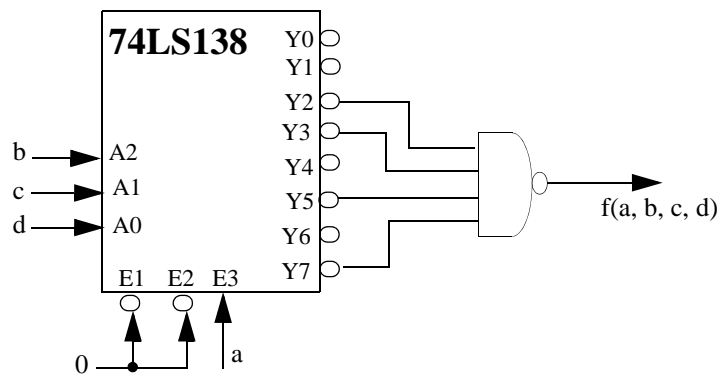 74LS138
Y0
Y1
Y2
Y3
Y4
Y5
Y6
Y7
b
A2
c
A1
d
A0
E1 E2 E3
0
a
f(a, b, c, d)